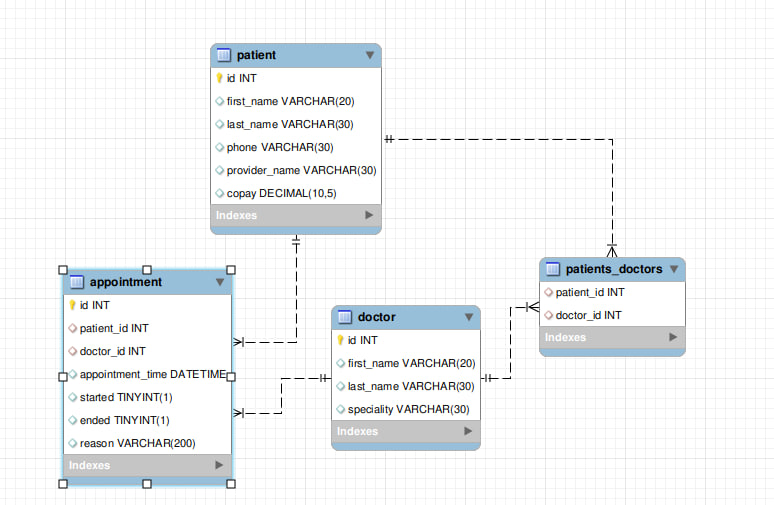 patient
id INT
first_name VARCHAR(20)
last_name VARCHAR(30)
phone VARCHAR(30)
provider_name VARCHAR(30)
copay DECIMAL(10,5)
Indexes
appointment
id INT
patient_id INT
doctor_id INT
appointment_time DATETIME
started TINYINT(1)
ended TINYINT(1)
reason VARCHAR(200)
Indexes
doctor
id INT
first_name VARCHAR(20)
last_name VARCHAR(30)
speciality VARCHAR(30)
Indexes
patients_doctors
patient_id INT
doctor_id INT
Indexes